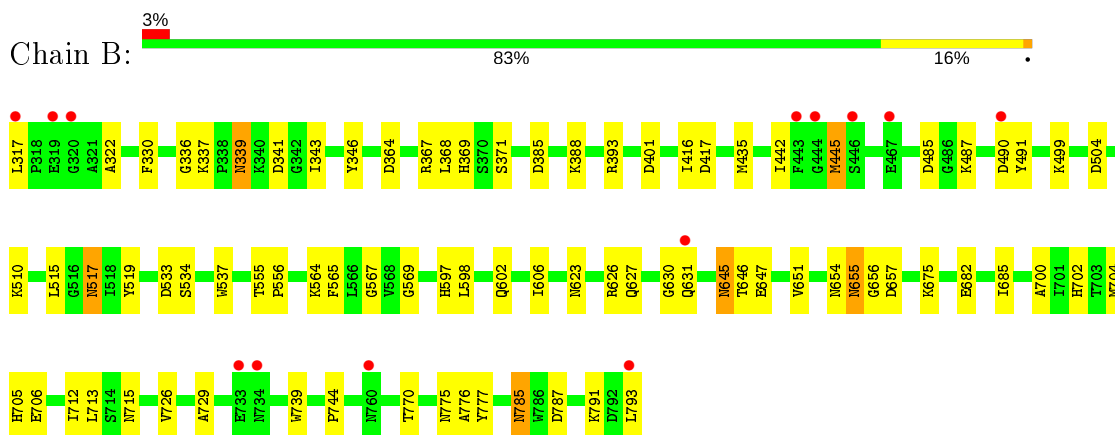 3%
Chain B:
83% 16% •
L317 P318 E319 G320 A321 A322 F330 G336 K337 P338 N339 K340 D341 G342 I343 Y346 D364 R367 L368 H369 S370 S371 D385 K388 R393 D401 I416 D417 M435 I442 F443 G444 M445 S446 E467 D485 G486 K487 D490 Y491 K499 D504
K510 L515 G516 N517 I518 Y519 D533 S534 W537 T555 P556 K564 F565 L566 G567 V568 G569 H597 L598 Q602 I606 N623 R626 Q627 G630 Q631 N645 T646 E647 V651 N654 N655 G656 D657 K675 E682 I685 A700 I701 H702 T703 W704
H705 E706 I712 L713 S714 N715 V726 A729 E733 N734 W739 P744 N760 T770 N775 A776 Y777 N785 W786 D787 K791 D792 L793